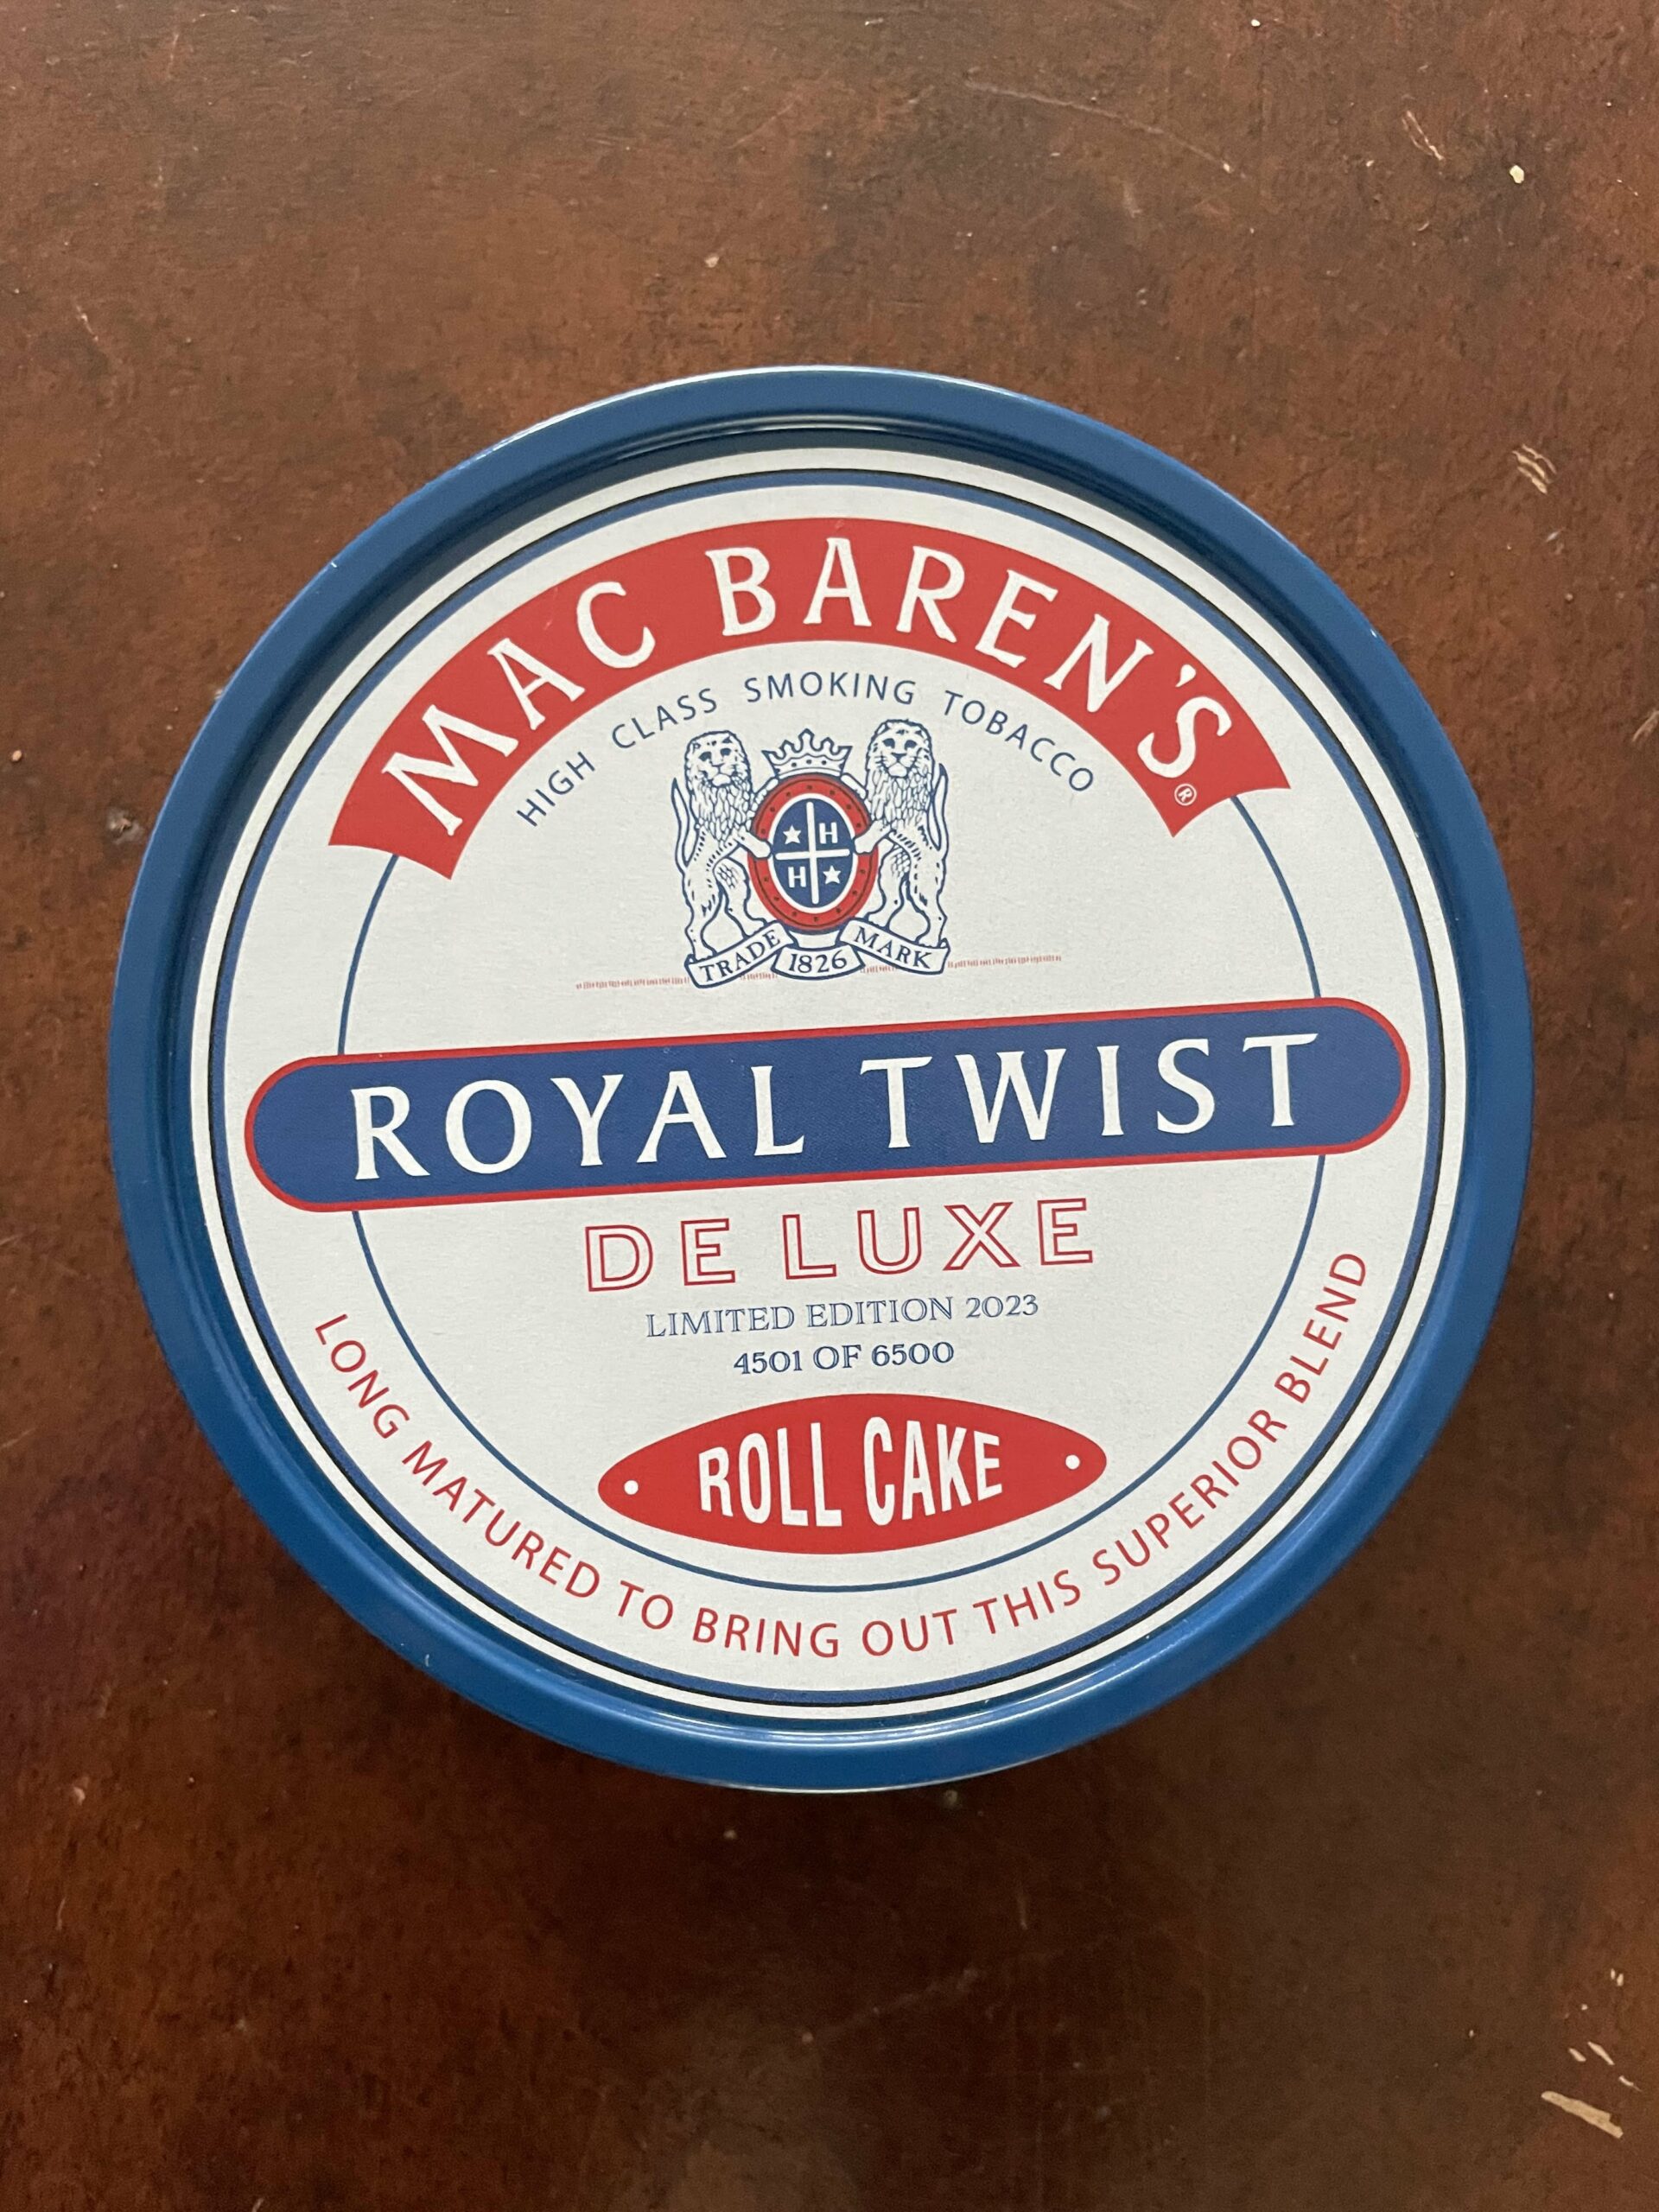 MAC BAREN'S®
HIGH CLASS SMOKING TOBACCO
★ H
H ★
TRADE 1826 MARK
ROYAL TWIST
DE LUXE
LIMITED EDITION 2023
4501 OF 6500
ROLL CAKE
LONG MATURED TO BRING OUT THIS SUPERIOR BLEND